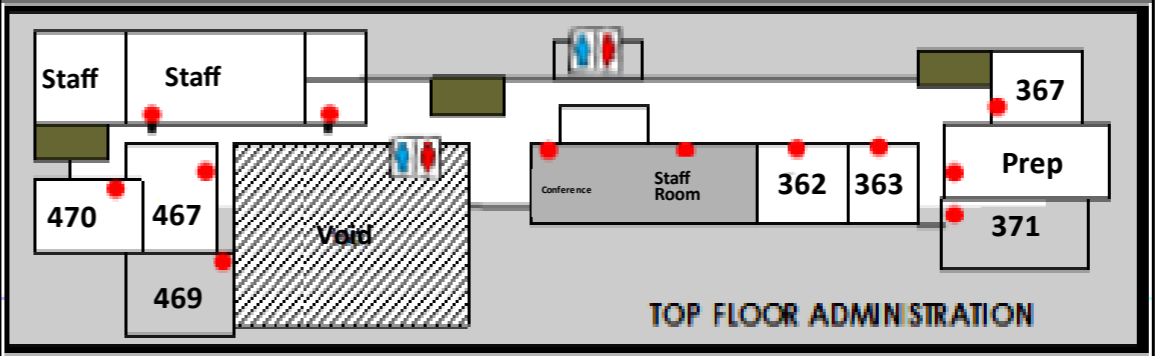 Staff
Staff
367
Prep
Conference
Staff
Room
362
363
470
467
371
Void
469
TOP FLOOR ADMINISTRATION